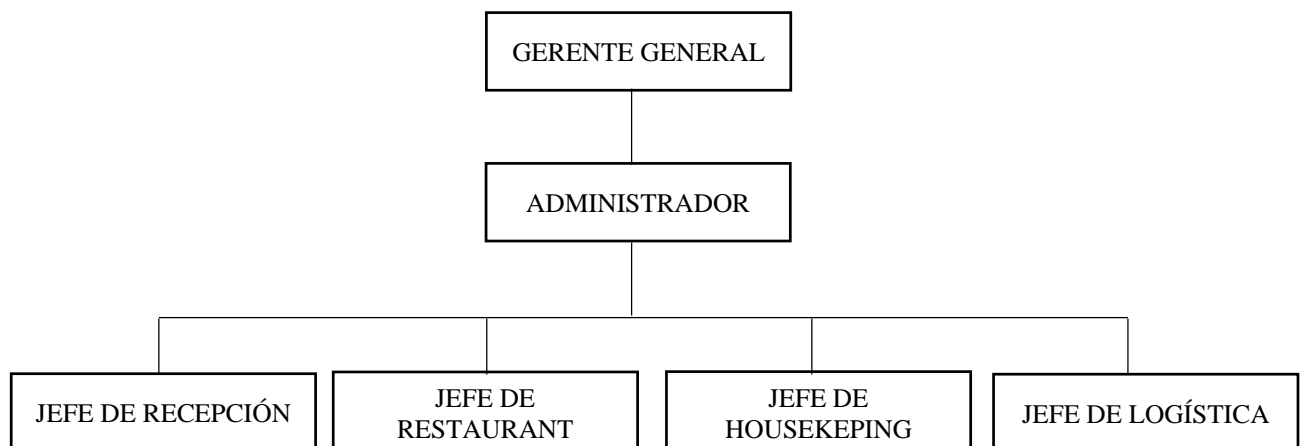 GERENTE GENERAL
ADMINISTRADOR
JEFE DE RECEPCIÓN
JEFE DE
RESTAURANT
JEFE DE
HOUSEKEPING
JEFE DE LOGÍSTICA